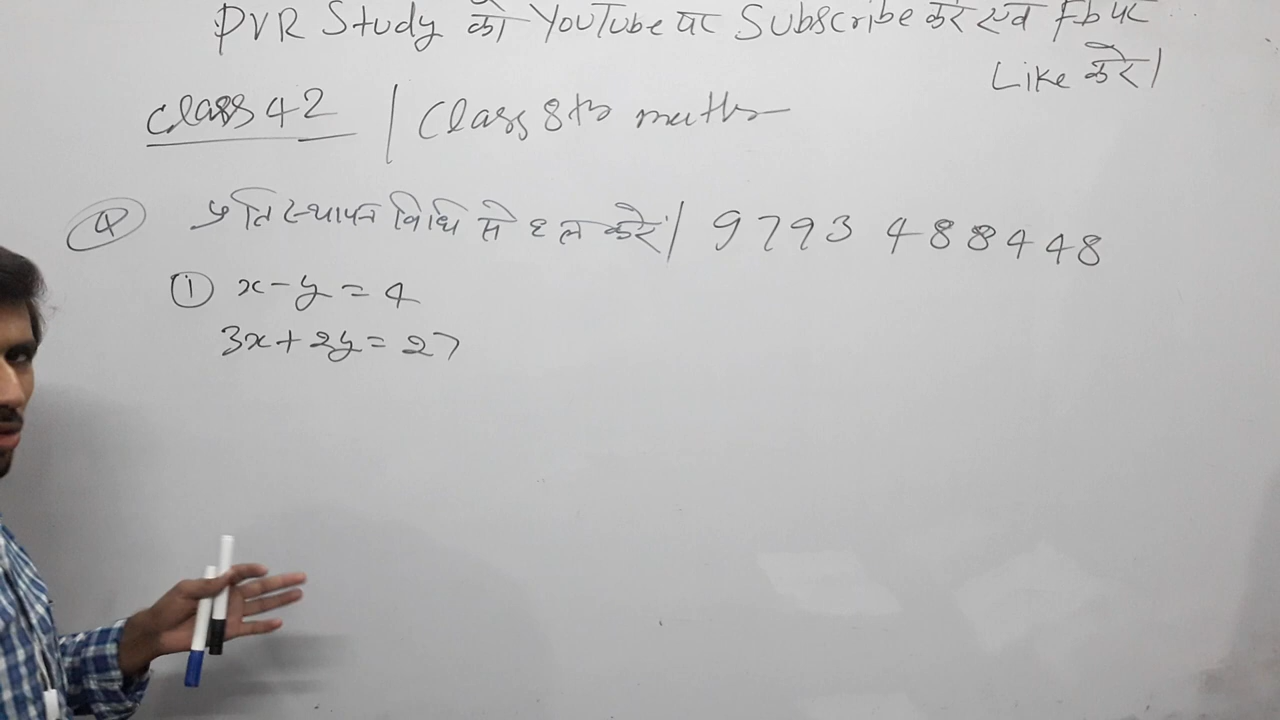 PVR Study को YouTube पर Subscribe करें एवं Fb पर
Like करें।
Class 42 | Class 8th maths
Q प्रतिस्थापन विधि से हल करें। 9793 488448
① x - y = 4
3x + 2y = 27